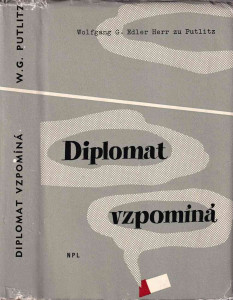 W.G. PUTLITZ
DIPLOMAT VZPOMÍNÁ
Wolfgang G. Edler Herr zu Putlitz
Diplomat
vzpomíná
NPL